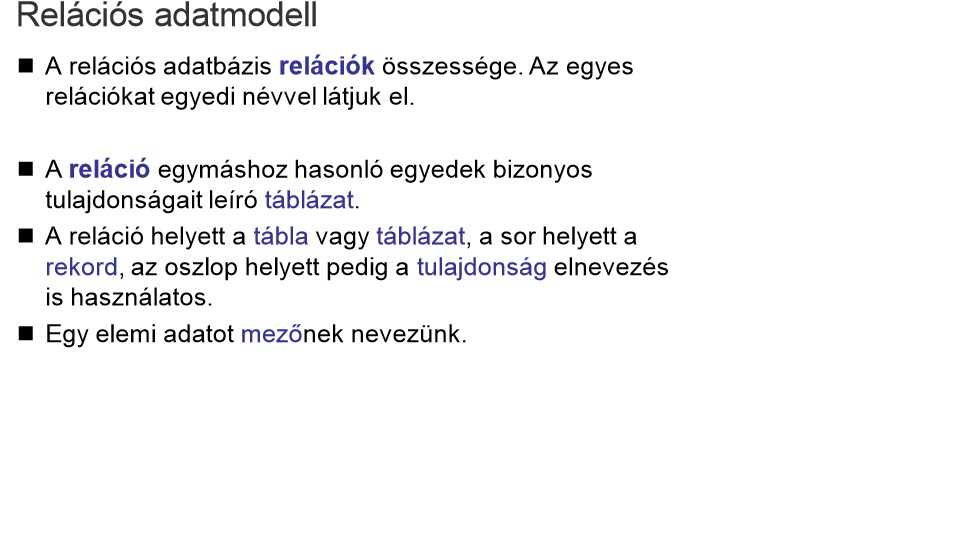 Relációs adatmodell
■ A relációs adatbázis relációk összessége. Az egyes
relációkat egyedi névvel látjuk el.
■ A reláció egymáshoz hasonló egyedek bizonyos
tulajdonságait leíró táblázat.
■ A reláció helyett a tábla vagy táblázat, a sor helyett a
rekord, az oszlop helyett pedig a tulajdonság elnevezés
is használatos.
■ Egy elemi adatot mezőnek nevezünk.